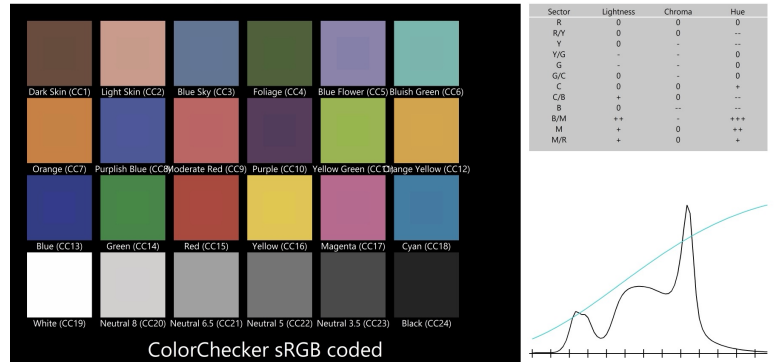 Dark Skin (CC1) Light Skin (CC2) Blue Sky (CC3) Foliage (CC4) Blue Flower (CC5) Bluish Green (CC6)
Orange (CC7) Purplish Blue (CC8) Moderate Red (CC9) Purple (CC10) Yellow Green (CC11) Orange Yellow (CC12)
Blue (CC13) Green (CC14) Red (CC15) Yellow (CC16) Magenta (CC17) Cyan (CC18)
White (CC19) Neutral 8 (CC20) Neutral 6.5 (CC21) Neutral 5 (CC22) Neutral 3.5 (CC23) Black (CC24)
ColorChecker sRGB coded
Sector Lightness Chroma Hue
R 0 0 0
R/Y 0 0 --
Y 0 - --
Y/G - - 0
G - - 0
G/C 0 - 0
C 0 0 +
C/B + 0 --
B 0 -- --
B/M ++ - +++
M + 0 ++
M/R + 0 +